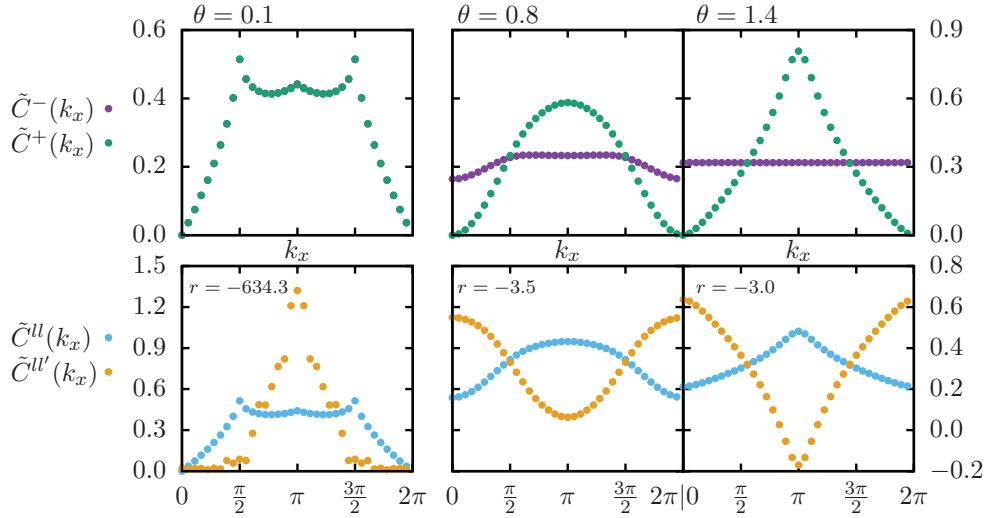 θ = 0.1
θ = 0.8
θ = 1.4
0.6
0.4
0.2
0.0
0.9
0.6
0.3
0.0
C̃⁻(kₓ)
C̃⁺(kₓ)
kₓ
kₓ
1.5
1.2
0.9
0.6
0.3
0.0
0.8
0.6
0.4
0.2
0.0
−0.2
r = −634.3
r = −3.5
r = −3.0
C̃ˡˡ(kₓ)
C̃ˡˡ′(kₓ)
0 π/2 π 3π/2 2π
0 π/2 π 3π/2 2π|
π/2 π 3π/2 2π